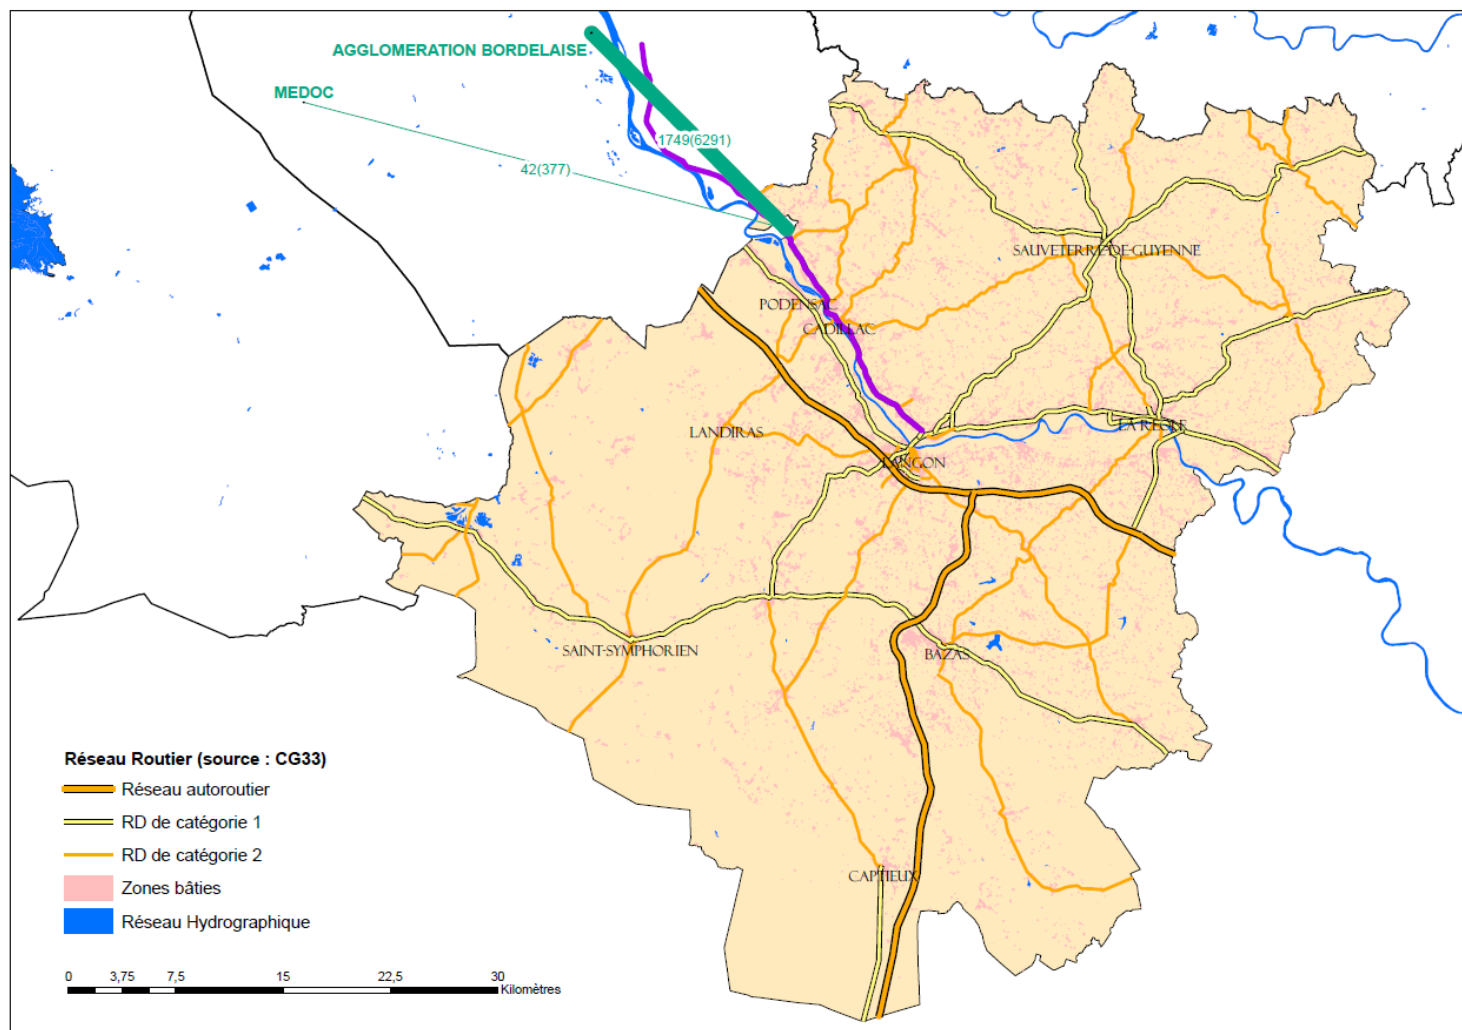 AGGLOMERATION BORDELAISE
MEDOC
1749(6291)
42(377)
SAUVETERRE-DE-GUYENNE
PODENSAC
CADILLAC
LANDIRAS
LA REOLE
LANGON
SAINT-SYMPHORIEN
BAZAS
CAPTIEUX
Réseau Routier (source : CG33)
Réseau autoroutier
RD de catégorie 1
RD de catégorie 2
Zones bâties
Réseau Hydrographique
0 3,75 7,5 15 22,5 30
Kilomètres